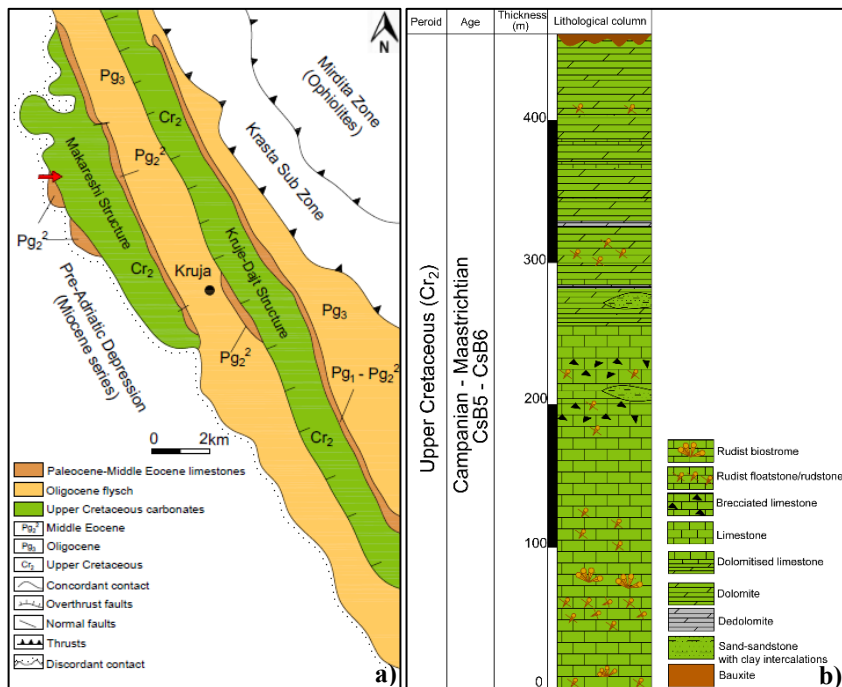 N
Mirdita Zone
(Ophiolites)
Krasta Sub Zone
Pg3
Cr2
Pg2²
Makareshi Structure
Pg2²
Cr2
Kruja
Kruje-Dajt Structure
Pg3
Pre-Adriatic Depression
(Miocene series)
Pg2²
Pg1 - Pg2²
Cr2
0 2km
Paleocene-Middle Eocene limestones
Oligocene flysch
Upper Cretaceous carbonates
Pg2² Middle Eocene
Pg3 Oligocene
Cr2 Upper Cretaceous
Concordant contact
Overthrust faults
Normal faults
Thrusts
Discordant contact
a)
Peroid
Age
Thickness
(m)
Lithological column
Upper Cretaceous (Cr2)
Campanian - Maastrichtian
CsB5 - CsB6
400
300
200
100
0
Rudist biostrome
Rudist floatstone/rudstone
Brecciated limestone
Limestone
Dolomitised limestone
Dolomite
Dedolomite
Sand-sandstone
with clay intercalations
Bauxite
b)